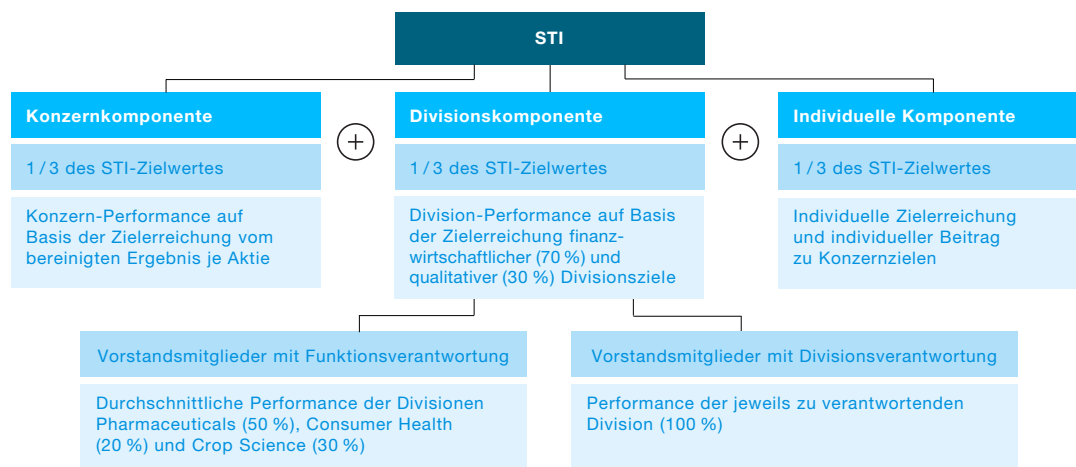 STI
Konzernkomponente
1/3 des STI-Zielwertes
Konzern-Performance auf
Basis der Zielerreichung vom
bereinigten Ergebnis je Aktie
+
Divisionskomponente
1/3 des STI-Zielwertes
Division-Performance auf Basis
der Zielerreichung finanz-
wirtschaftlicher (70 %) und
qualitativer (30 %) Divisionsziele
+
Individuelle Komponente
1/3 des STI-Zielwertes
Individuelle Zielerreichung
und individueller Beitrag
zu Konzernzielen
Vorstandsmitglieder mit Funktionsverantwortung
Durchschnittliche Performance der Divisionen
Pharmaceuticals (50 %), Consumer Health
(20 %) und Crop Science (30 %)
Vorstandsmitglieder mit Divisionsverantwortung
Performance der jeweils zu verantwortenden
Division (100 %)